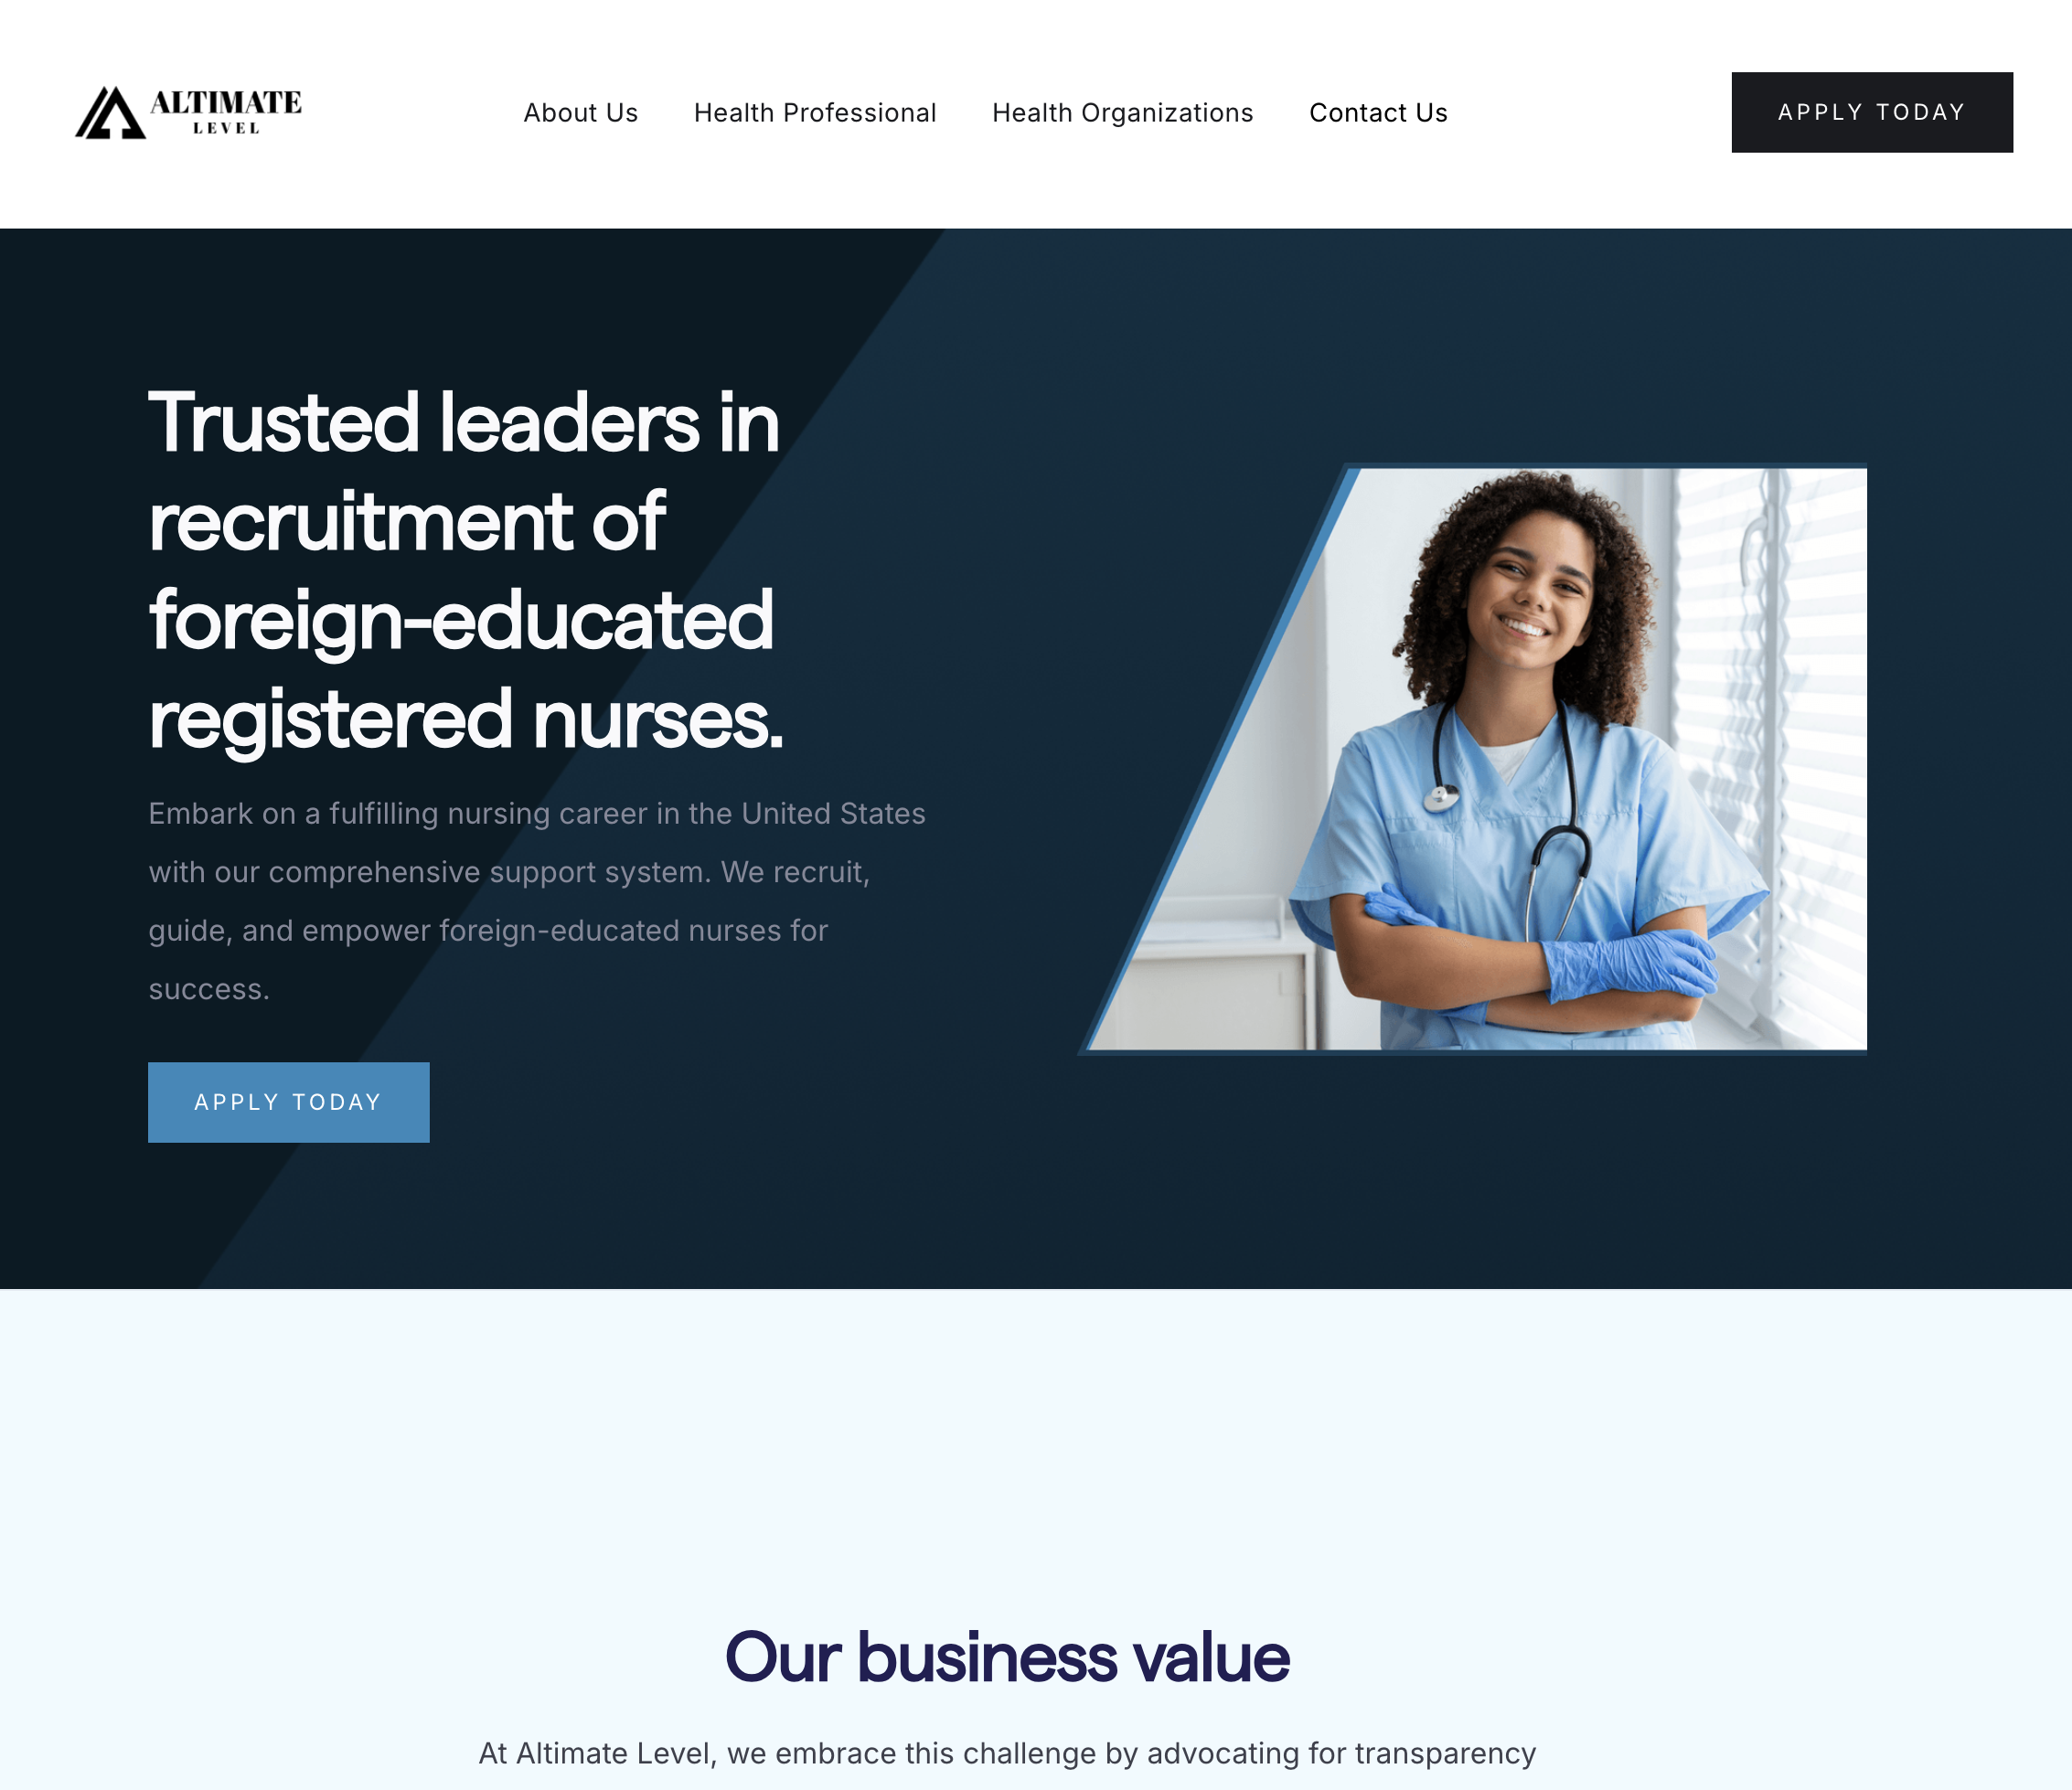 ALTIMATE
LEVEL
About Us
Health Professional
Health Organizations
Contact Us
APPLY TODAY
Trusted leaders in
recruitment of
foreign-educated
registered nurses.
Embark on a fulfilling nursing career in the United States
with our comprehensive support system. We recruit,
guide, and empower foreign-educated nurses for
success.
APPLY TODAY
Our business value
At Altimate Level, we embrace this challenge by advocating for transparency